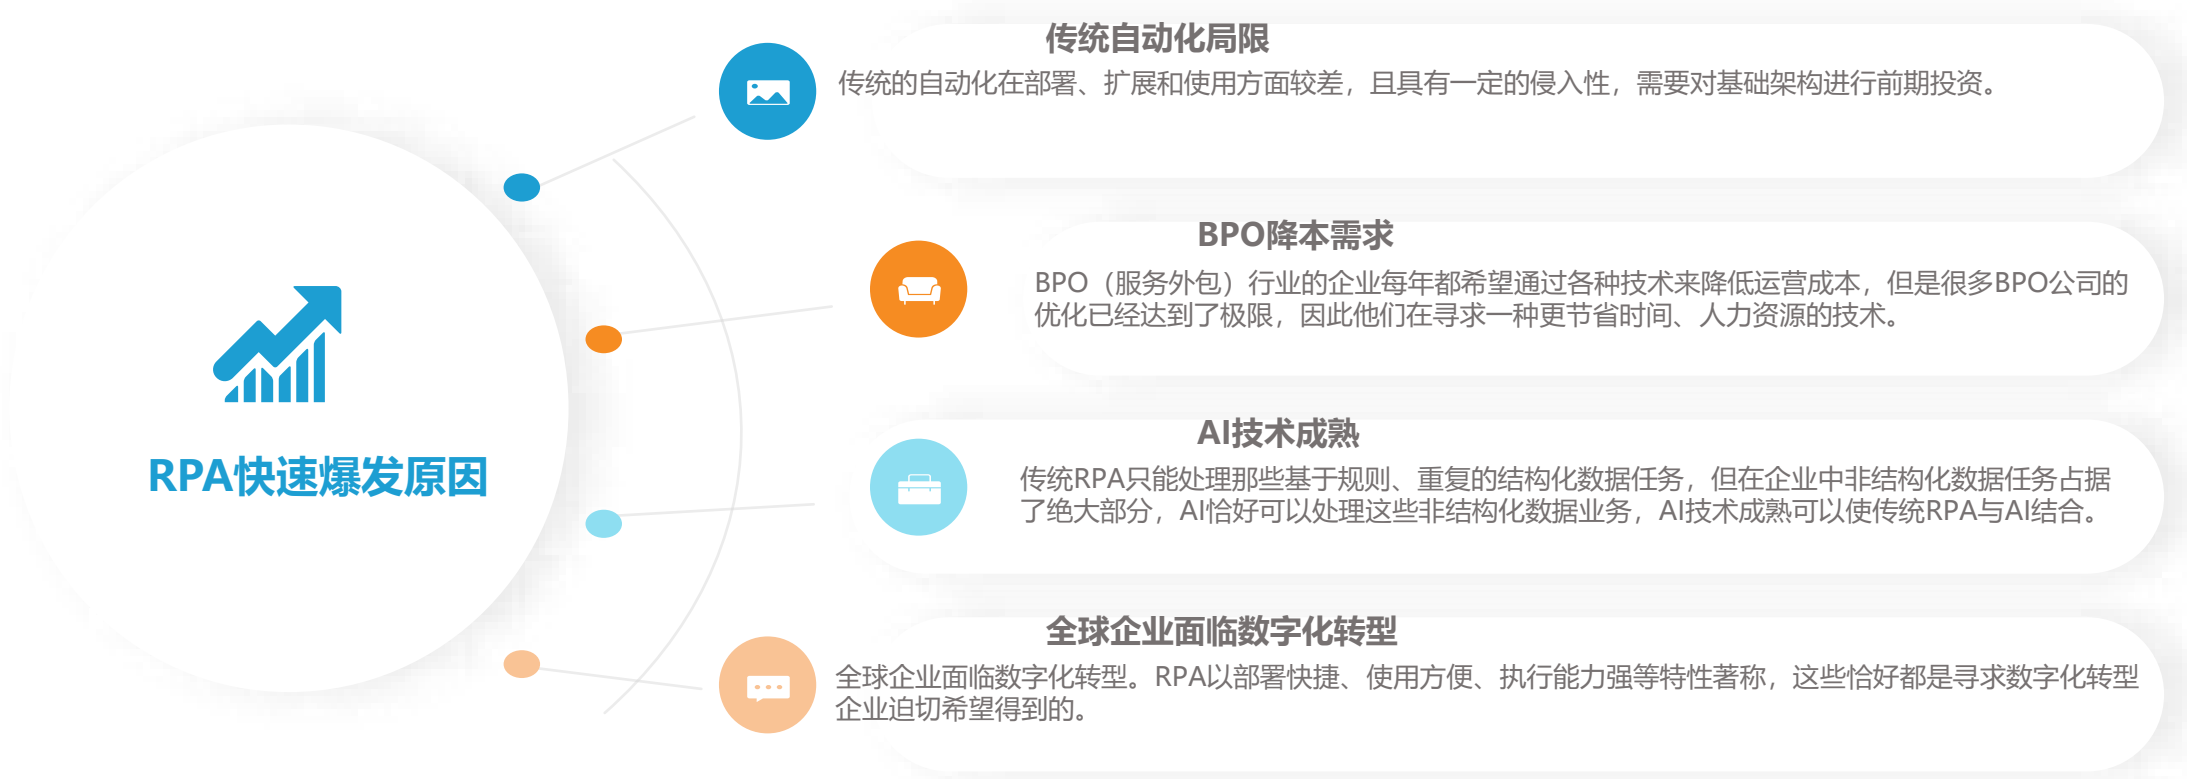 RPA快速爆发原因
传统自动化局限
传统的自动化在部署、扩展和使用方面较差，且具有一定的侵入性，需要对基础架构进行前期投资。
BPO降本需求
BPO（服务外包）行业的企业每年都希望通过各种技术来降低运营成本，但是很多BPO公司的
优化已经达到了极限，因此他们在寻求一种更节省时间、人力资源的技术。
AI技术成熟
传统RPA只能处理那些基于规则、重复的结构化数据任务，但在企业中非结构化数据任务占据
了绝大部分，AI恰好可以处理这些非结构化数据业务，AI技术成熟可以使传统RPA与AI结合。
全球企业面临数字化转型
全球企业面临数字化转型。RPA以部署快捷、使用方便、执行能力强等特性著称，这些恰好都是寻求数字化转型
企业迫切希望得到的。